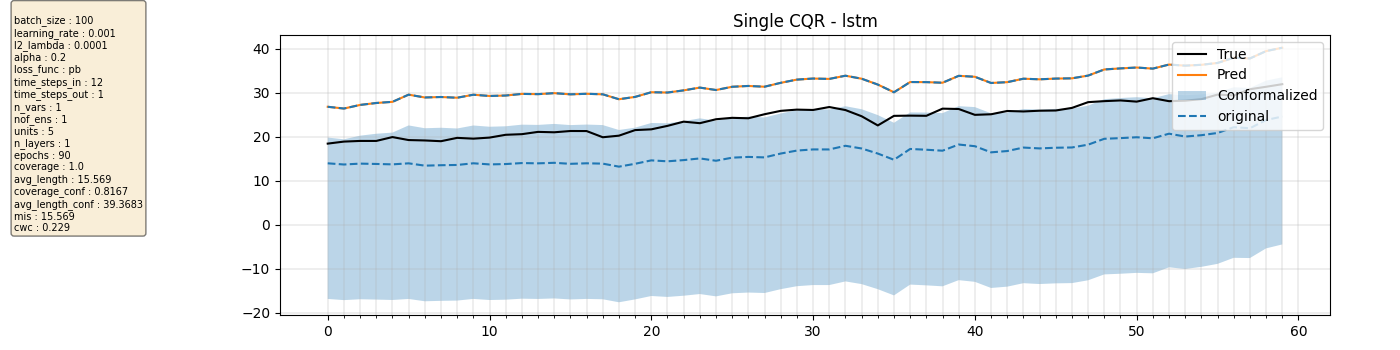 batch_size : 100
learning_rate : 0.001
l2_lambda : 0.0001
alpha : 0.2
loss_func : pb
time_steps_in : 12
time_steps_out : 1
n_vars : 1
nof_ens : 1
units : 5
n_layers : 1
epochs : 90
coverage : 1.0
avg_length : 15.569
coverage_conf : 0.8167
avg_length_conf : 39.3683
mis : 15.569
cwc : 0.229
Single CQR - lstm
True
Pred
Conformalized
original
40
30
20
10
0
−10
−20
0 10 20 30 40 50 60